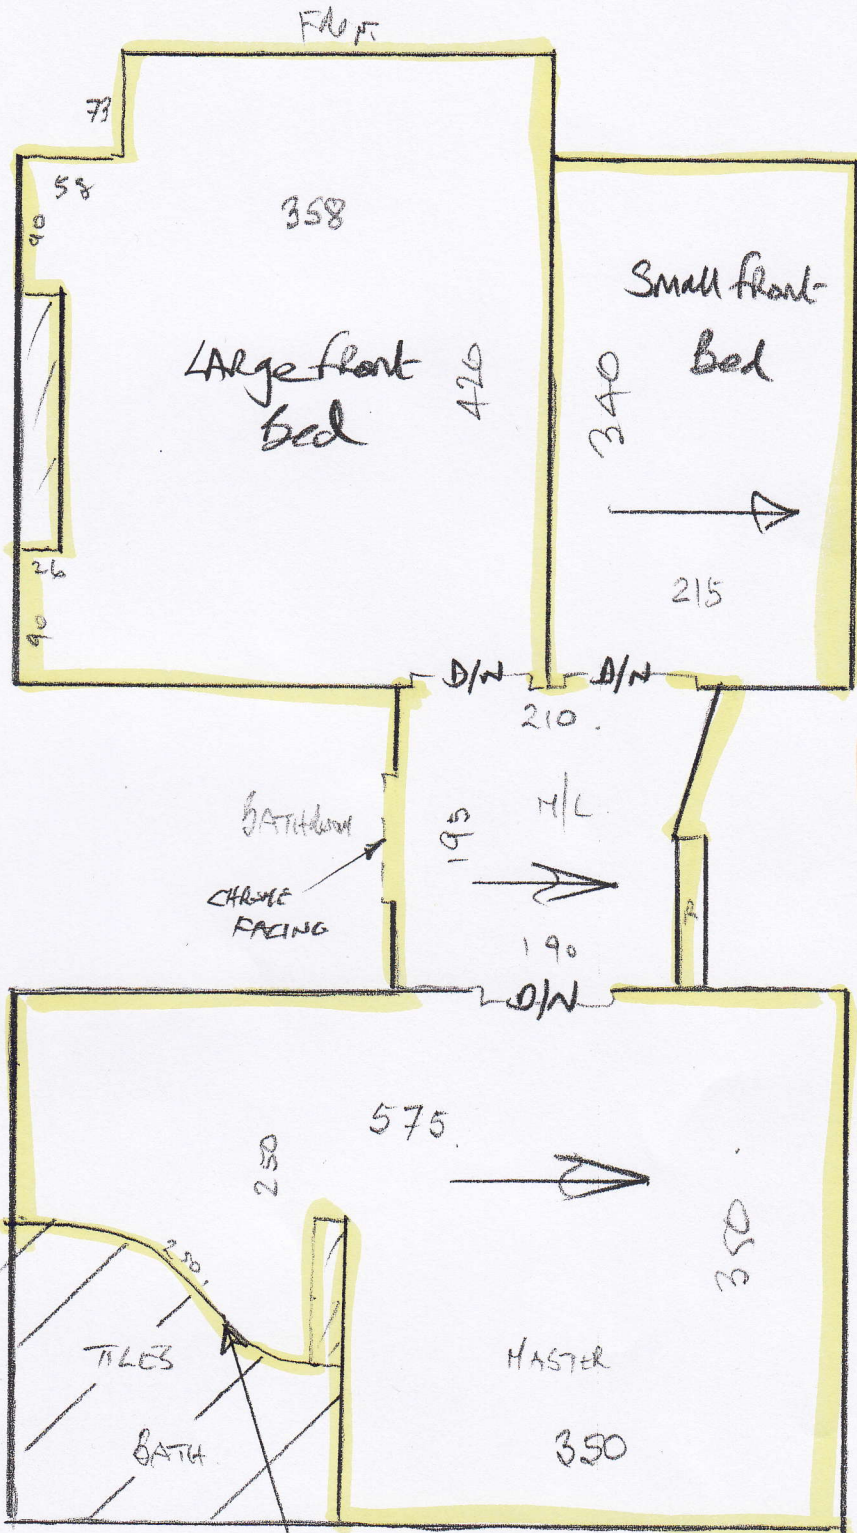 73
58
90
358
LARge front
bed
420
26
90
Small front
Bed
340
215
D/N
D/N
210.
BATHROOM
195
M/L
CHROME
FACING
190
R
D/N
575.
250
350
250.
TILES
MASTER
BATH
350